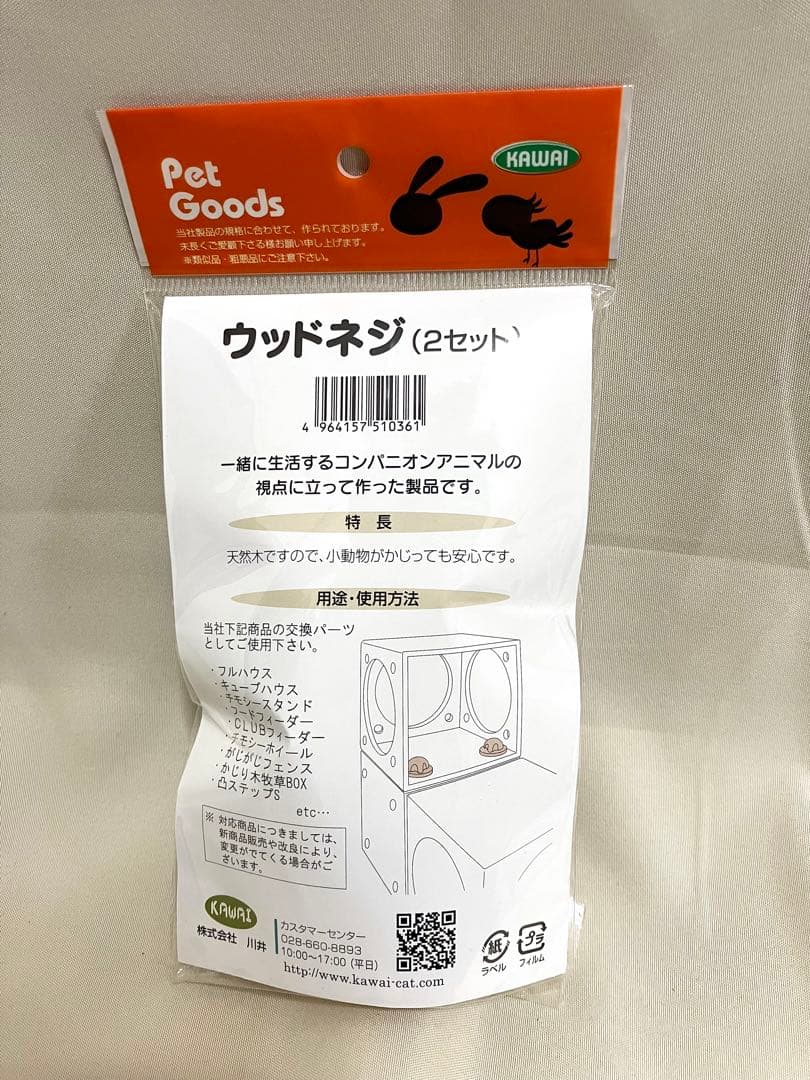 Pet
Goods
KAWAI
当社製品の規格に合わせて、作られております。
末長くご愛顧下さる様お願い申し上げます。
※類似品・粗悪品にご注意下さい。
ウッドネジ(2セット)
4 964157 510361
一緒に生活するコンパニオンアニマルの
視点に立って作った製品です。
特 長
天然木ですので、小動物がかじっても安心です。
用途・使用方法
当社下記商品の交換パーツ
としてご使用下さい。
・フルハウス
・キューブハウス
・チモシースタンド
・フードフィーダー
・CLUBフィーダー
・チモシーホイール
・がじがじフェンス
・かじり木牧草BOX
・凸ステップS
etc…
※ 対応商品につきましては、
新商品販売や改良により、
変更がでてくる場合がご
ざいます。
KAWAI
株式会社 川井
カスタマーセンター
028-660-8893
10:00〜17:00(平日)
http://www.kawai-cat.com
紙
ラベル
プラ
フィルム